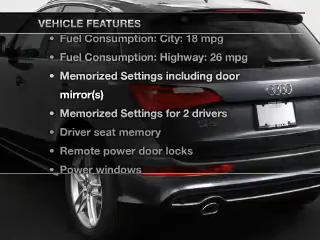 VEHICLE FEATURES
• Fuel Consumption: City: 18 mpg
• Fuel Consumption: Highway: 26 mpg
• Memorized Settings including door
mirror(s)
• Memorized Settings for 2 drivers
• Driver seat memory
• Remote power door locks
• Power windows